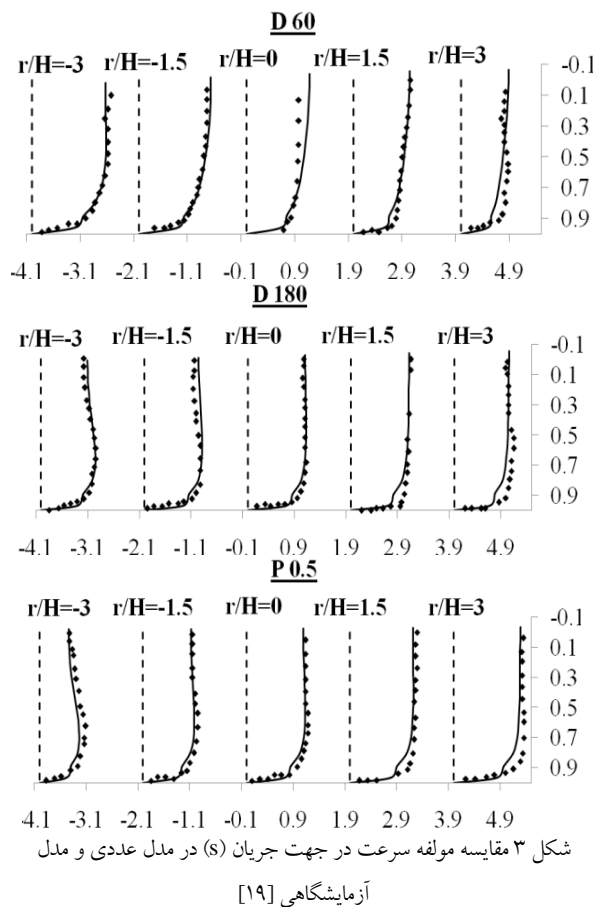 D 60
r/H=-3 r/H=-1.5 r/H=0 r/H=1.5 r/H=3
-0.1
0.1
0.3
0.5
0.7
0.9
-4.1 -3.1 -2.1 -1.1 -0.1 0.9 1.9 2.9 3.9 4.9
D 180
r/H=-3 r/H=-1.5 r/H=0 r/H=1.5 r/H=3
-0.1
0.1
0.3
0.5
0.7
0.9
-4.1 -3.1 -2.1 -1.1 -0.1 0.9 1.9 2.9 3.9 4.9
P 0.5
r/H=-3 r/H=-1.5 r/H=0 r/H=1.5 r/H=3
-0.1
0.1
0.3
0.5
0.7
0.9
-4.1 -3.1 -2.1 -1.1 -0.1 0.9 1.9 2.9 3.9 4.9
شکل ۳ مقایسه مولفه سرعت در جهت جریان (s) در مدل عددی و مدل
آزمایشگاهی [۱۹]